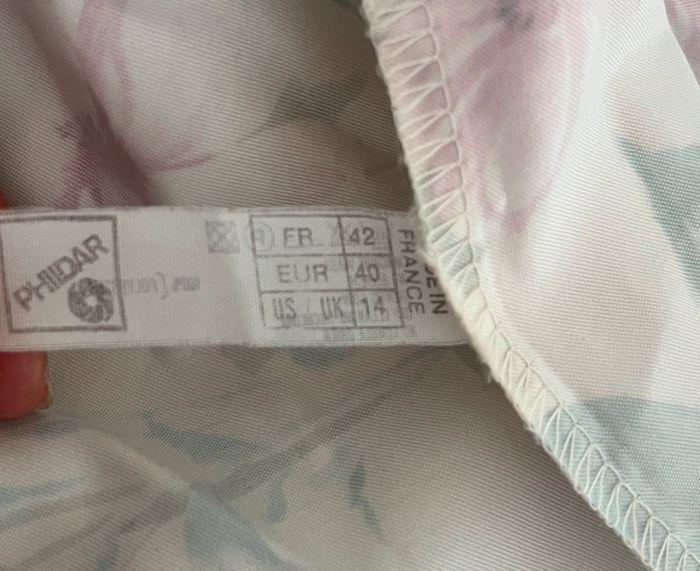 PHILDAR
FR 42
EUR 40
US / UK 14
MADE IN
FRANCE